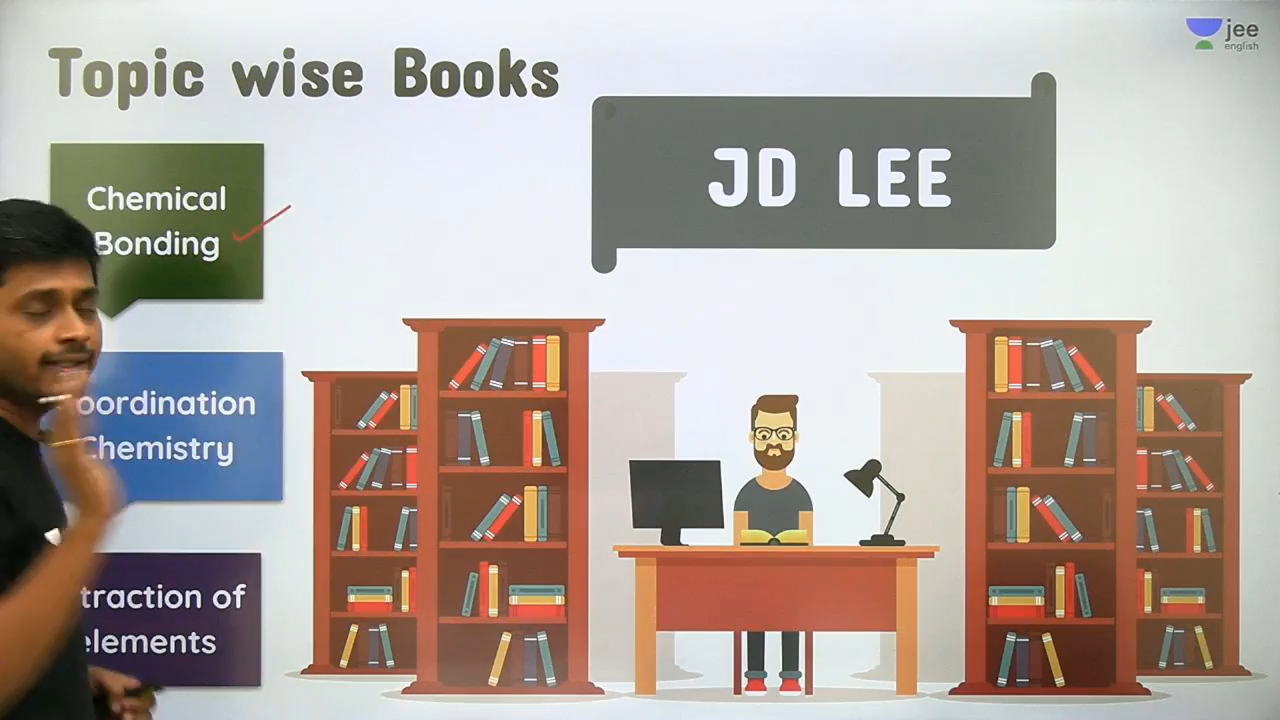 Topic wise Books
jee
english
JD LEE
Chemical
Bonding
oordination
Chemistry
traction of
elements